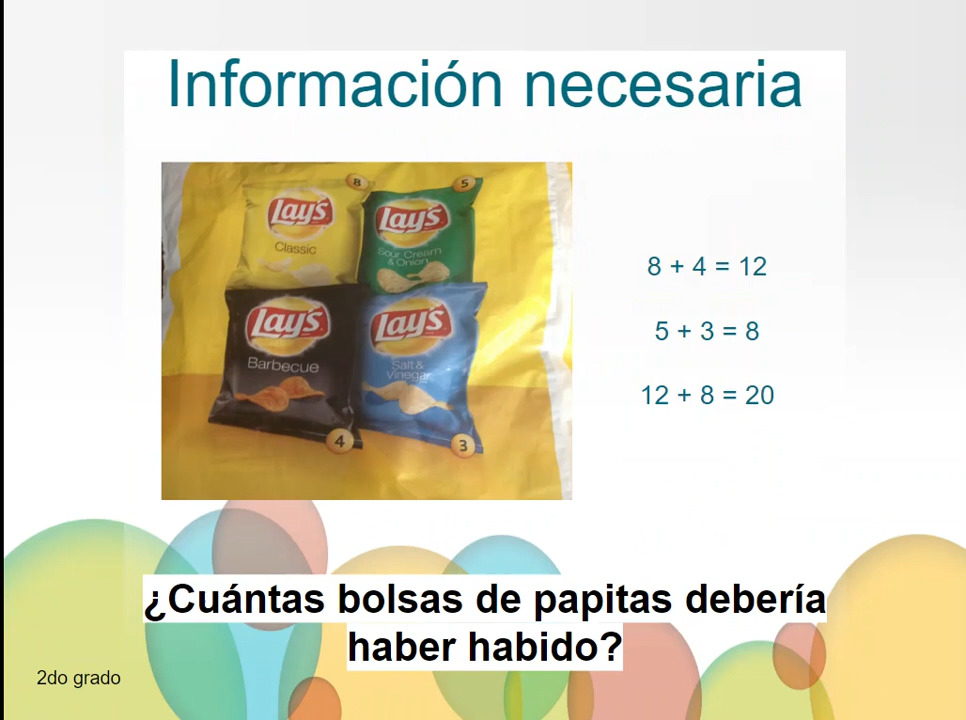 Información necesaria
8
5
Lay's
Classic
Lay's
Sour Cream
& Onion
Lay's
Barbecue
4
Lay's
Salt &
Vinegar
3
8 + 4 = 12
5 + 3 = 8
12 + 8 = 20
¿Cuántas bolsas de papitas debería
haber habido?
2do grado